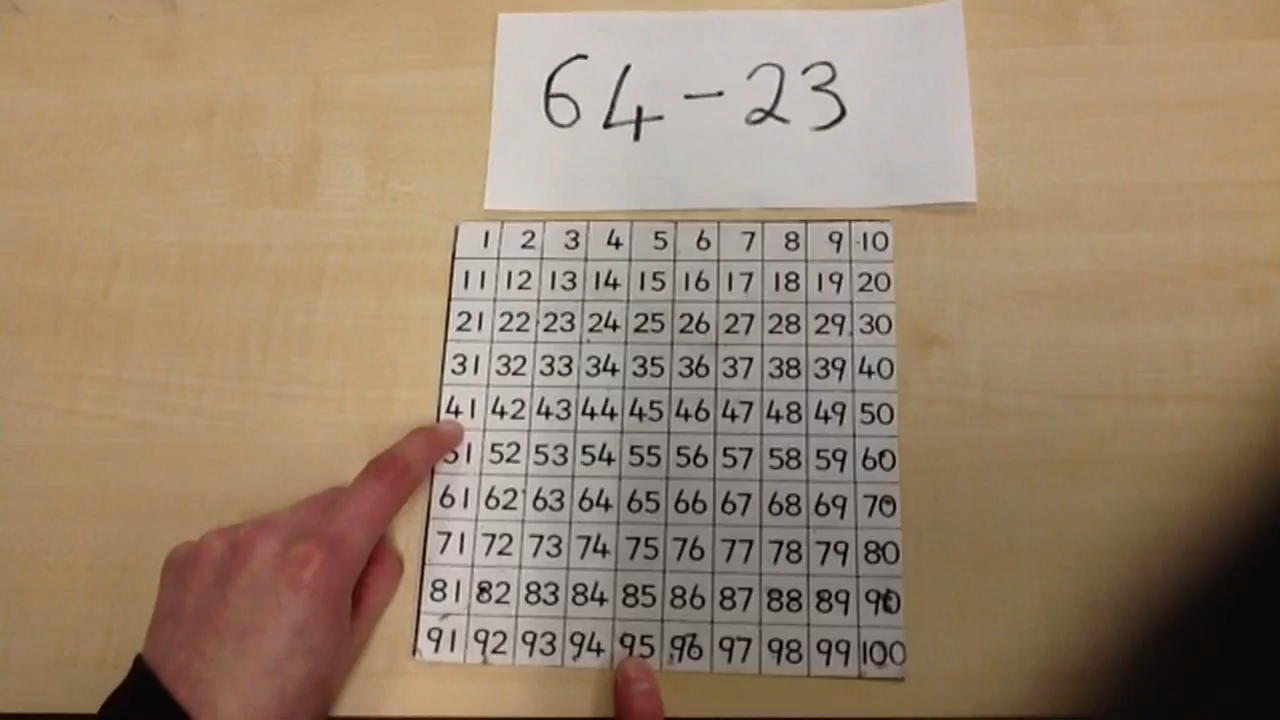 64-23
1 2 3 4 5 6 7 8 9 10
11 12 13 14 15 16 17 18 19 20
21 22 23 24 25 26 27 28 29 30
31 32 33 34 35 36 37 38 39 40
41 42 43 44 45 46 47 48 49 50
51 52 53 54 55 56 57 58 59 60
61 62 63 64 65 66 67 68 69 70
71 72 73 74 75 76 77 78 79 80
81 82 83 84 85 86 87 88 89 90
91 92 93 94 95 96 97 98 99 100